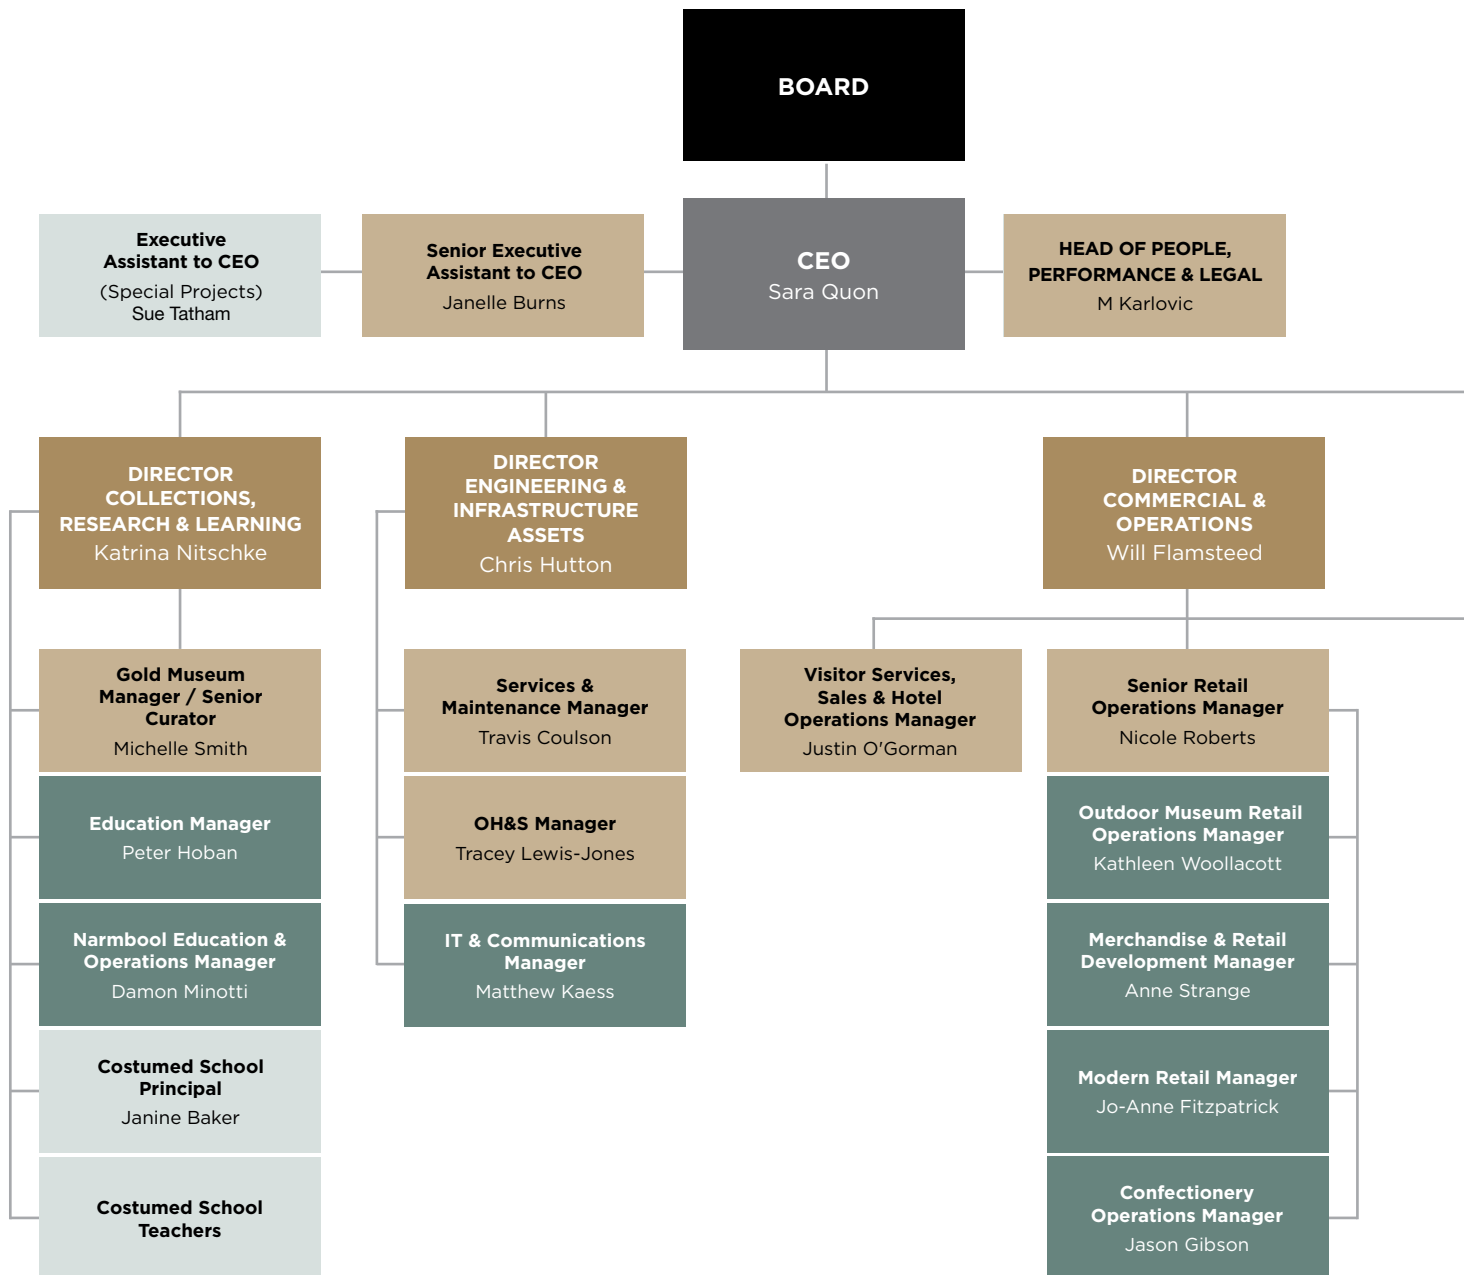 BOARD
Executive
Assistant to CEO
(Special Projects)
Sue Tatham
Senior Executive
Assistant to CEO
Janelle Burns
CEO
Sara Quon
HEAD OF PEOPLE,
PERFORMANCE & LEGAL
M Karlovic
DIRECTOR
COLLECTIONS,
RESEARCH & LEARNING
Katrina Nitschke
DIRECTOR
ENGINEERING &
INFRASTRUCTURE
ASSETS
Chris Hutton
DIRECTOR
COMMERCIAL &
OPERATIONS
Will Flamsteed
Gold Museum
Manager / Senior
Curator
Michelle Smith
Education Manager
Peter Hoban
Narmbool Education &
Operations Manager
Damon Minotti
Costumed School
Principal
Janine Baker
Costumed School
Teachers
Services &
Maintenance Manager
Travis Coulson
OH&S Manager
Tracey Lewis-Jones
IT & Communications
Manager
Matthew Kaess
Visitor Services,
Sales & Hotel
Operations Manager
Justin O'Gorman
Senior Retail
Operations Manager
Nicole Roberts
Outdoor Museum Retail
Operations Manager
Kathleen Woollacott
Merchandise & Retail
Development Manager
Anne Strange
Modern Retail Manager
Jo-Anne Fitzpatrick
Confectionery
Operations Manager
Jason Gibson